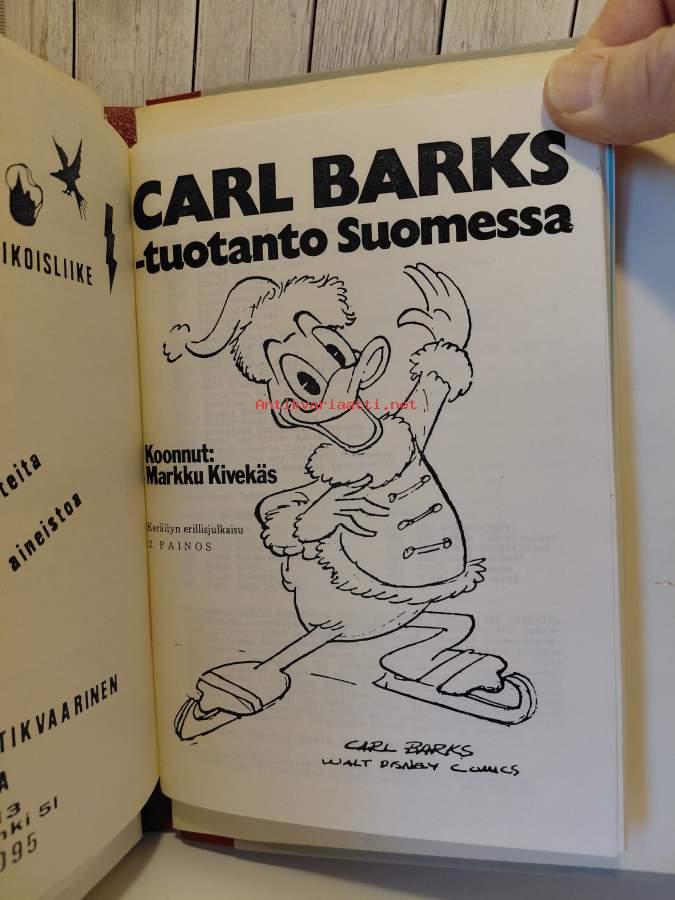 IKOISLIIKE
teita
aineistoa
TIKVAARINEN
A
13
nki 51
095
CARL BARKS
-tuotanto Suomessa
Antikvariaatti.net
Koonnut:
Markku Kivekäs
Keräilyn erillisjulkaisu
2. PAINOS
CARL BARKS
WALT DISNEY COMICS